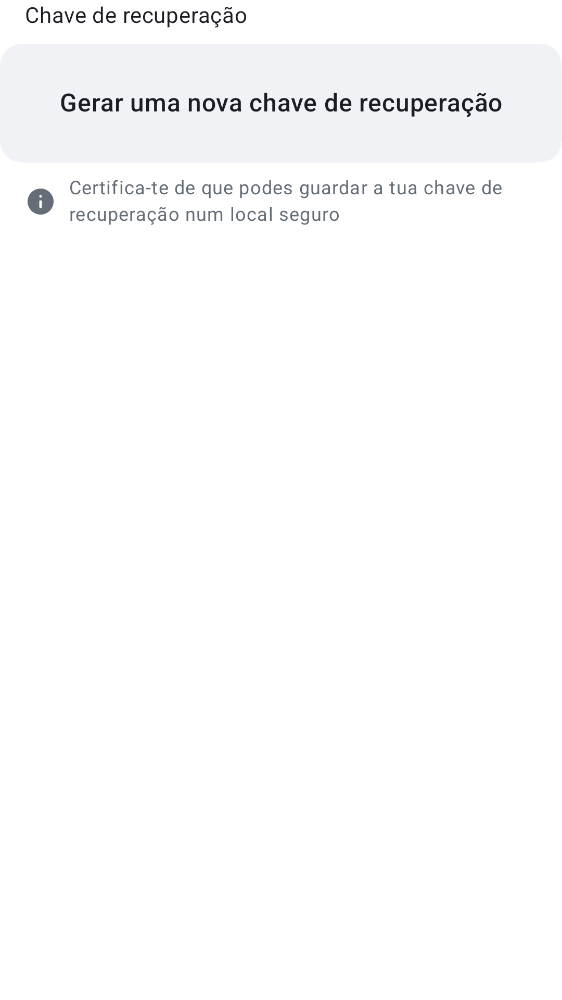 Chave de recuperação
Gerar uma nova chave de recuperação
Certifica-te de que podes guardar a tua chave de
recuperação num local seguro